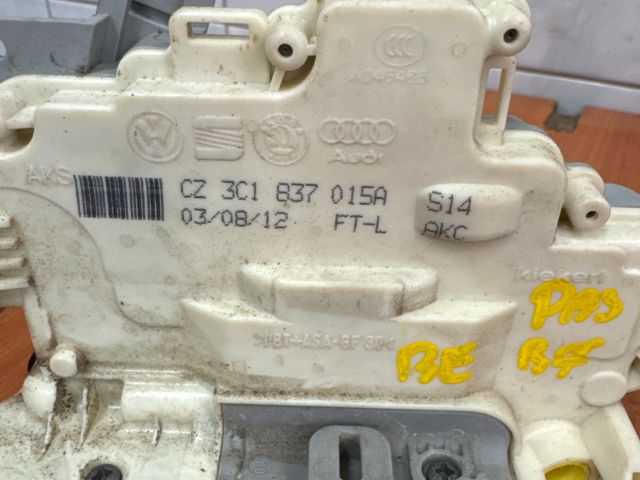 CCC
A046485
Audi
AKS CZ 3C1 837 015A S14
03/08/12 FT-L AKC
kiekert
>PBT-ASA-GF30<
PAS
BE BF